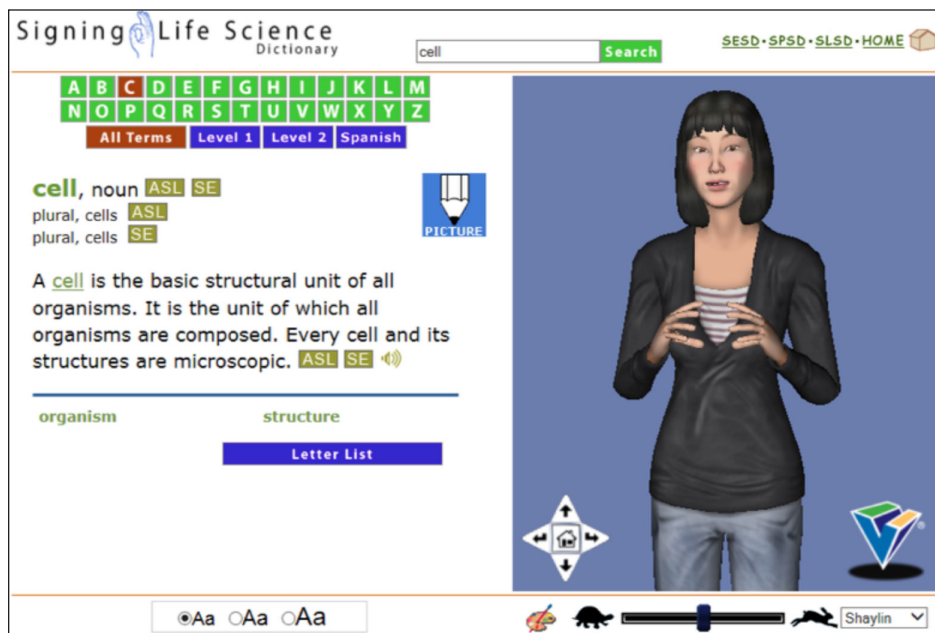 Signing Life Science
Dictionary
cell Search
SESD·SPSD·SLSD·HOME
A B C D E F G H I J K L M
N O P Q R S T U V W X Y Z
All Terms Level 1 Level 2 Spanish
cell, noun ASL SE
plural, cells ASL
plural, cells SE
PICTURE
A cell is the basic structural unit of all
organisms. It is the unit of which all
organisms are composed. Every cell and its
structures are microscopic. ASL SE
organism structure
Letter List
Aa Aa Aa
Shaylin